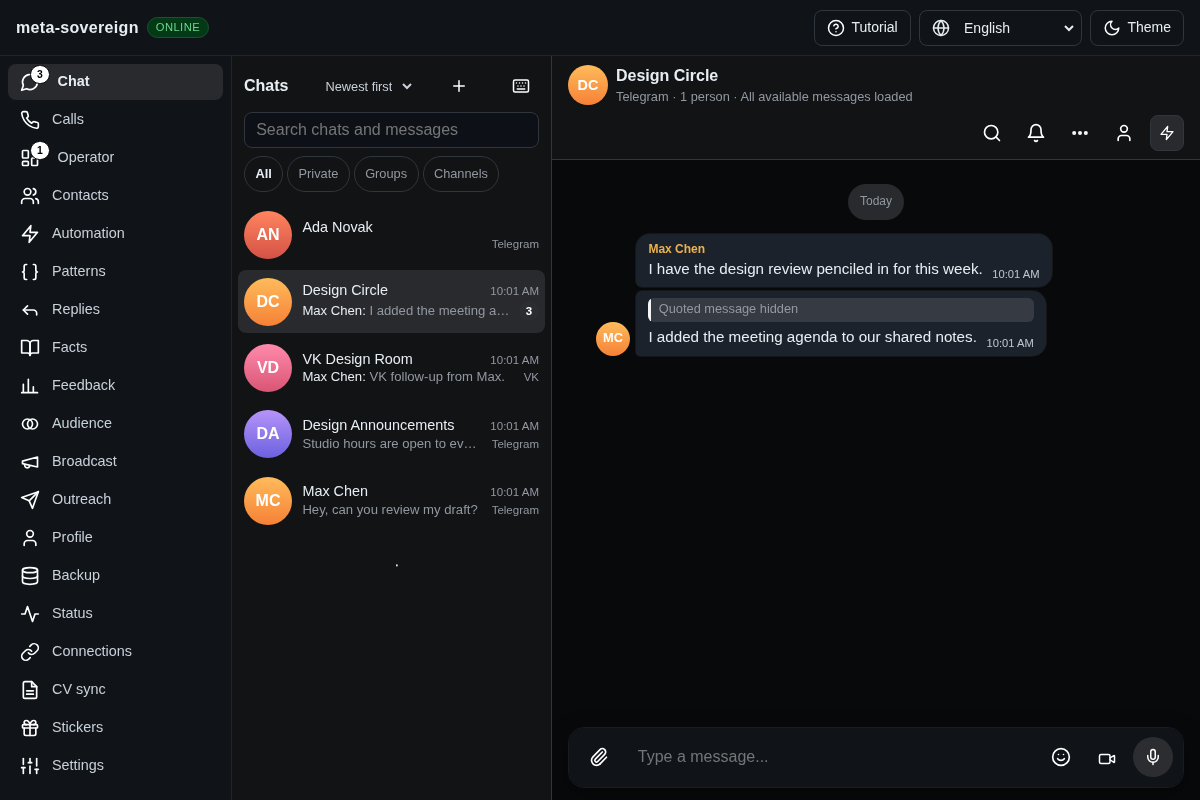 meta-sovereign ONLINE
Tutorial
English
Theme
3
Chat
Calls
1
Operator
Contacts
Automation
Patterns
Replies
Facts
Feedback
Audience
Broadcast
Outreach
Profile
Backup
Status
Connections
CV sync
Stickers
Settings
Chats
Newest first
Search chats and messages
All Private Groups Channels
AN
Ada Novak
Telegram
DC
Design Circle 10:01 AM
Max Chen: I added the meeting a… 3
VD
VK Design Room 10:01 AM
Max Chen: VK follow-up from Max. VK
DA
Design Announcements 10:01 AM
Studio hours are open to ev… Telegram
MC
Max Chen 10:01 AM
Hey, can you review my draft? Telegram
DC
Design Circle
Telegram · 1 person · All available messages loaded
Today
Max Chen
I have the design review penciled in for this week. 10:01 AM
Quoted message hidden
MC
I added the meeting agenda to our shared notes. 10:01 AM
Type a message...